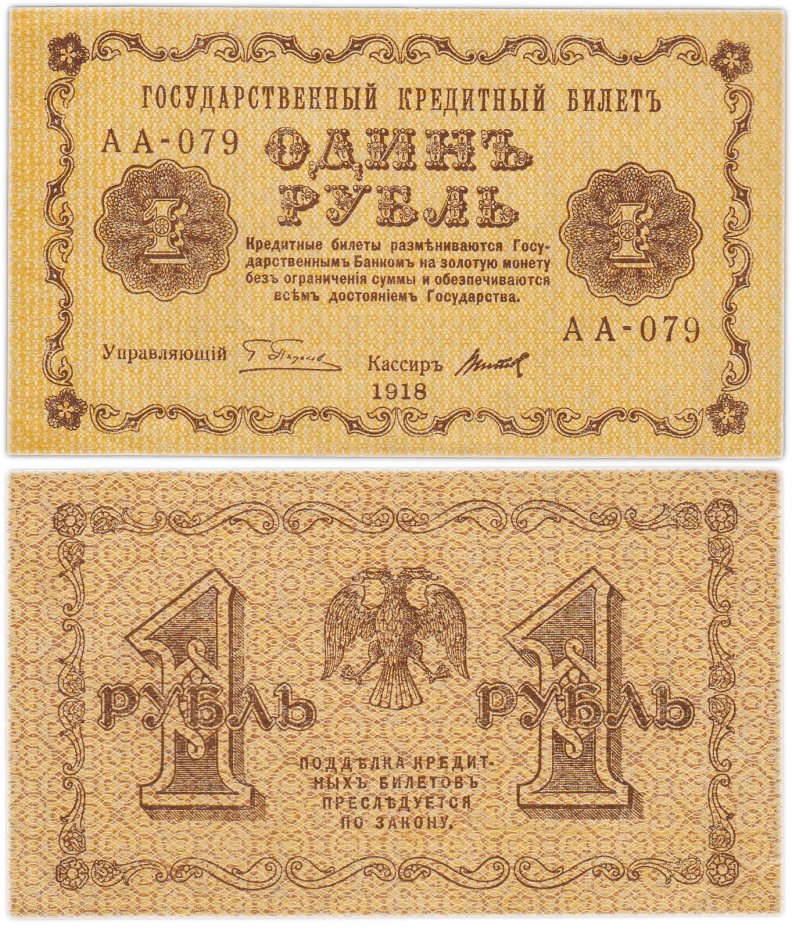 ГОСУДАРСТВЕННЫЙ КРЕДИТНЫЙ БИЛЕТЪ
АА-079
ОДИНЪ
РУБЛЬ
1
1
Кредитные билеты размѣниваются Госу-
дарственнымъ Банкомъ на золотую монету
безъ ограниченія суммы и обезпечиваются
всѣмъ достояніемъ Государства.
АА-079
Управляющій
Кассиръ
1918
1
РУБЛЬ
1
РУБЛЬ
ПОДДѢЛКА КРЕДИТ-
НЫХЪ БИЛЕТОВЪ
ПРЕСЛѢДУЕТСЯ
ПО ЗАКОНУ.